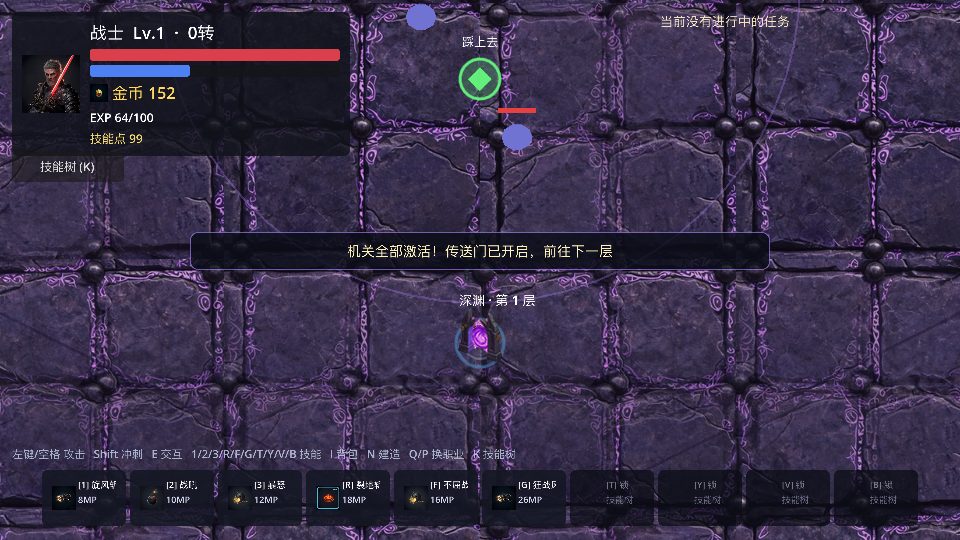 战士 Lv.1 · 0转
金币 152
EXP 64/100
技能点 99
技能树 (K)
当前没有进行中的任务
踩上去
机关全部激活！传送门已开启，前往下一层
深渊 · 第 1 层
左键/空格 攻击 Shift 冲刺 E 交互 1/2/3/R/F/G/T/Y/V/B 技能 I 背包 N 建造 Q/P 换职业 K 技能树
[1] 旋风斩
8MP
[2] 战吼
10MP
[3]
12MP
[R] 裂地斩
18MP
[F] 不屈战
16MP
[G] 狂战
26MP
[T] 锁
技能树
[Y] 锁
技能树
[V] 锁
技能树
[B] 锁
技能树